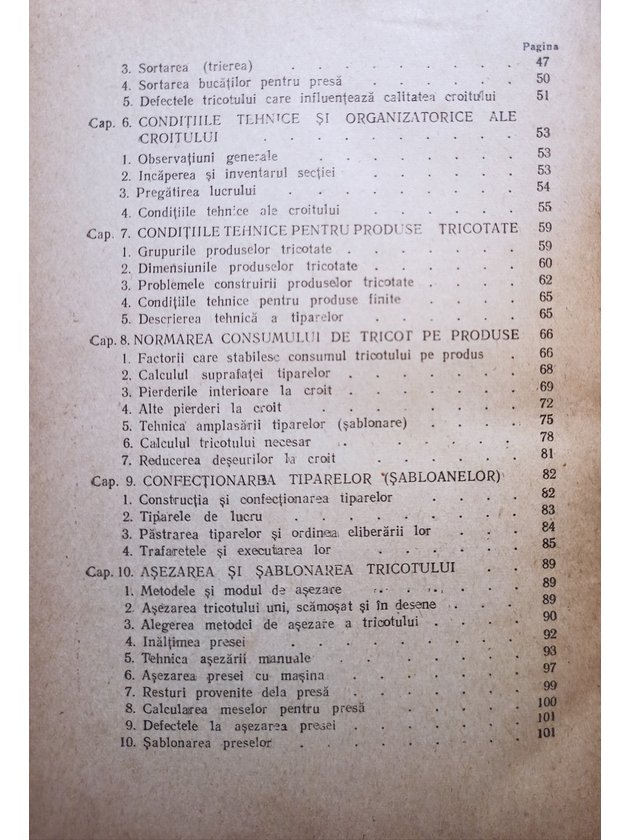 Pagina
3. Sortarea (trierea) . . . . . . . . 47
4. Sortarea bucăților pentru presă . . . . . 50
5. Defectele tricotului care influențează calitatea croitului 51
Cap. 6. CONDIȚIILE TEHNICE ȘI ORGANIZATORICE ALE
CROITULUI . . . . . . . . 53
1. Observațiuni generale . . . . . . . 53
2. Incăperea și inventarul secției . . . . . 53
3. Pregătirea lucrului . . . . . . . . 54
4. Condițiile tehnice ale croitului . . . . . 55
Cap. 7. CONDIȚIILE TEHNICE PENTRU PRODUSE TRICOTATE 59
1. Grupurile produselor tricotate . . . . . . 59
2. Dimensiunile produselor tricotate . . . . . 60
3. Problemele construirii produselor tricotate . . . . 62
4. Condițiile tehnice pentru produse finite . . . . 65
5. Descrierea tehnică a tiparelor . . . . . 65
Cap. 8. NORMAREA CONSUMULUI DE TRICOT PE PRODUSE 66
1. Factorii care stabilesc consumul tricotului pe produs . 66
2. Calculul suprafaței tiparelor . . . . . . 68
3. Pierderile interioare la croit . . . . . . 69
4. Alte pierderi la croit . . . . . . . 72
5. Tehnica amplasării tiparelor (șablonare) . . . . 75
6. Calculul tricotului necesar . . . . . . 78
7. Reducerea deșeurilor la croit . . . . . 81
Cap. 9. CONFECȚIONARBA TIPARELOR (ȘABLOANELOR) 82
1. Construcția și confecționarea tiparelor . . . 82
2. Tiparele de lucru . . . . . . . . 83
3. Păstrarea tiparelor și ordinea eliberării lor . . . 84
4. Trafaretele și executarea lor . . . . . 85
Cap. 10. AȘEZAREA ȘI ȘABLONAREA TRICOTULUI . . 89
1. Metodele și modul de așezare . . . . . 89
2. Așezarea tricotului uni, scămoșat și în desene . . . 89
3. Alegerea metodei de așezare a tricotului . . . . 90
4. Inălțimea presei . . . . . . . . 92
5. Tehnica așezării manuale . . . . . . 93
6. Așezarea presei cu mașina . . . . . . 97
7. Resturi provenite dela presă . . . . . . 99
8. Calcularea meselor pentru presă . . . . 100
9. Defectele la așezarea presei . . . . . . 101
10. Șablonarea preselor . . . . . . . 101